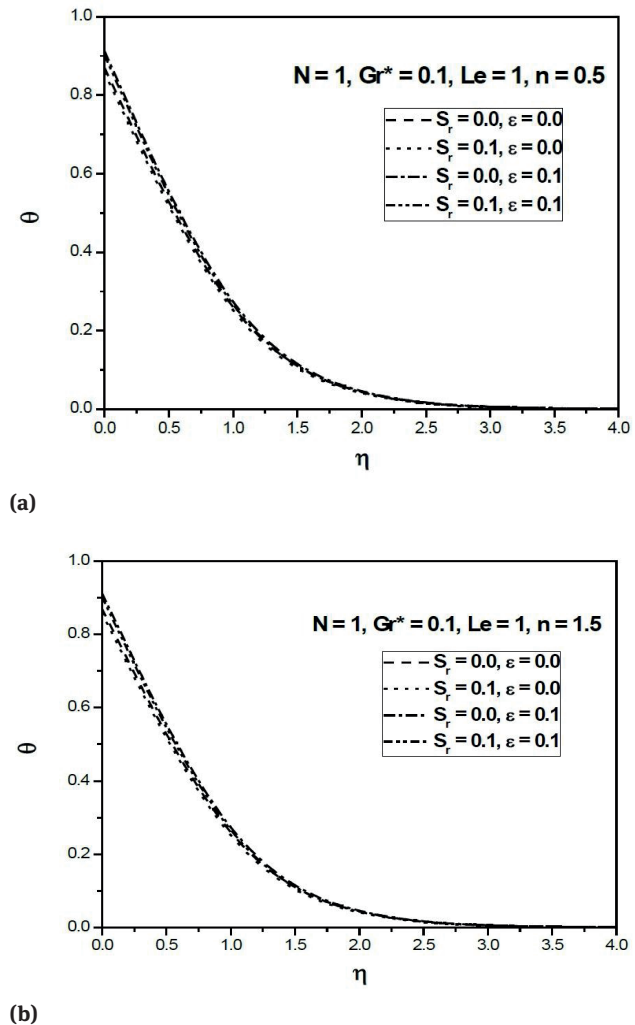 1.0
0.8
0.6
0.4
0.2
0.0
θ
N = 1, Gr* = 0.1, Le = 1, n = 0.5
S_r = 0.0, ε = 0.0
S_r = 0.1, ε = 0.0
S_r = 0.0, ε = 0.1
S_r = 0.1, ε = 0.1
0.0 0.5 1.0 1.5 2.0 2.5 3.0 3.5 4.0
η
(a)
1.0
0.8
0.6
0.4
0.2
0.0
θ
N = 1, Gr* = 0.1, Le = 1, n = 1.5
S_r = 0.0, ε = 0.0
S_r = 0.1, ε = 0.0
S_r = 0.0, ε = 0.1
S_r = 0.1, ε = 0.1
0.0 0.5 1.0 1.5 2.0 2.5 3.0 3.5 4.0
η
(b)